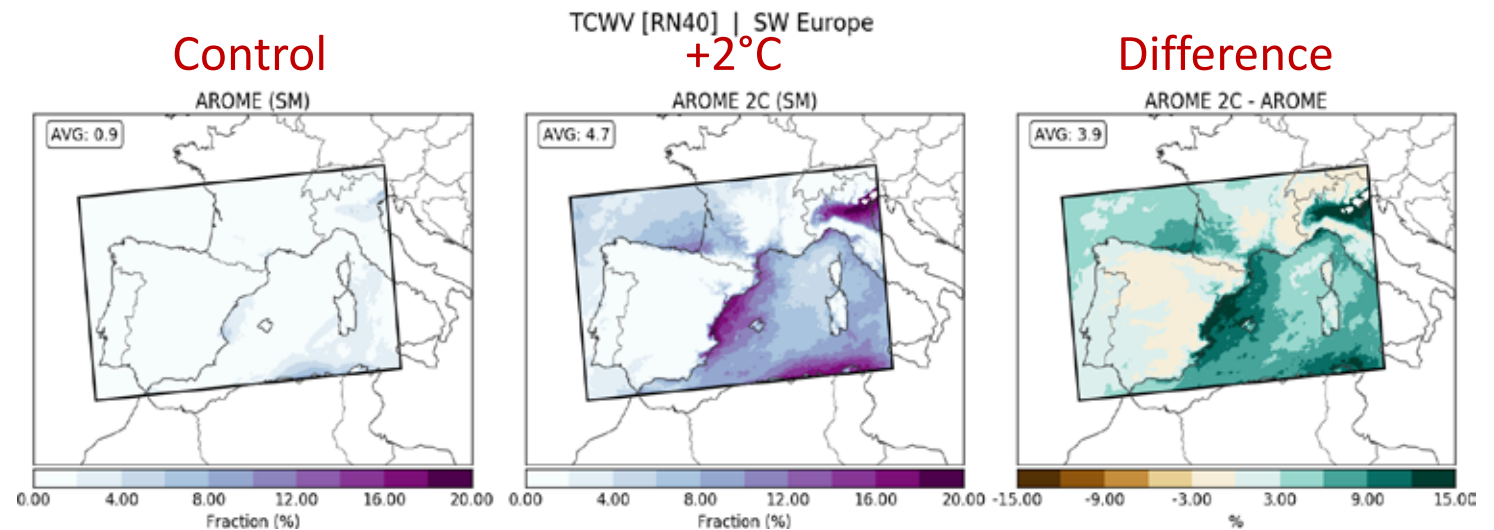 TCWV [RN40] | SW Europe
Control
+2°C
Difference
AROME (SM)
AROME 2C (SM)
AROME 2C - AROME
AVG: 0.9
AVG: 4.7
AVG: 3.9
0.00 4.00 8.00 12.00 16.00 20.00
Fraction (%)
0.00 4.00 8.00 12.00 16.00 20.00
Fraction (%)
-15.00 -9.00 -3.00 3.00 9.00 15.0
%